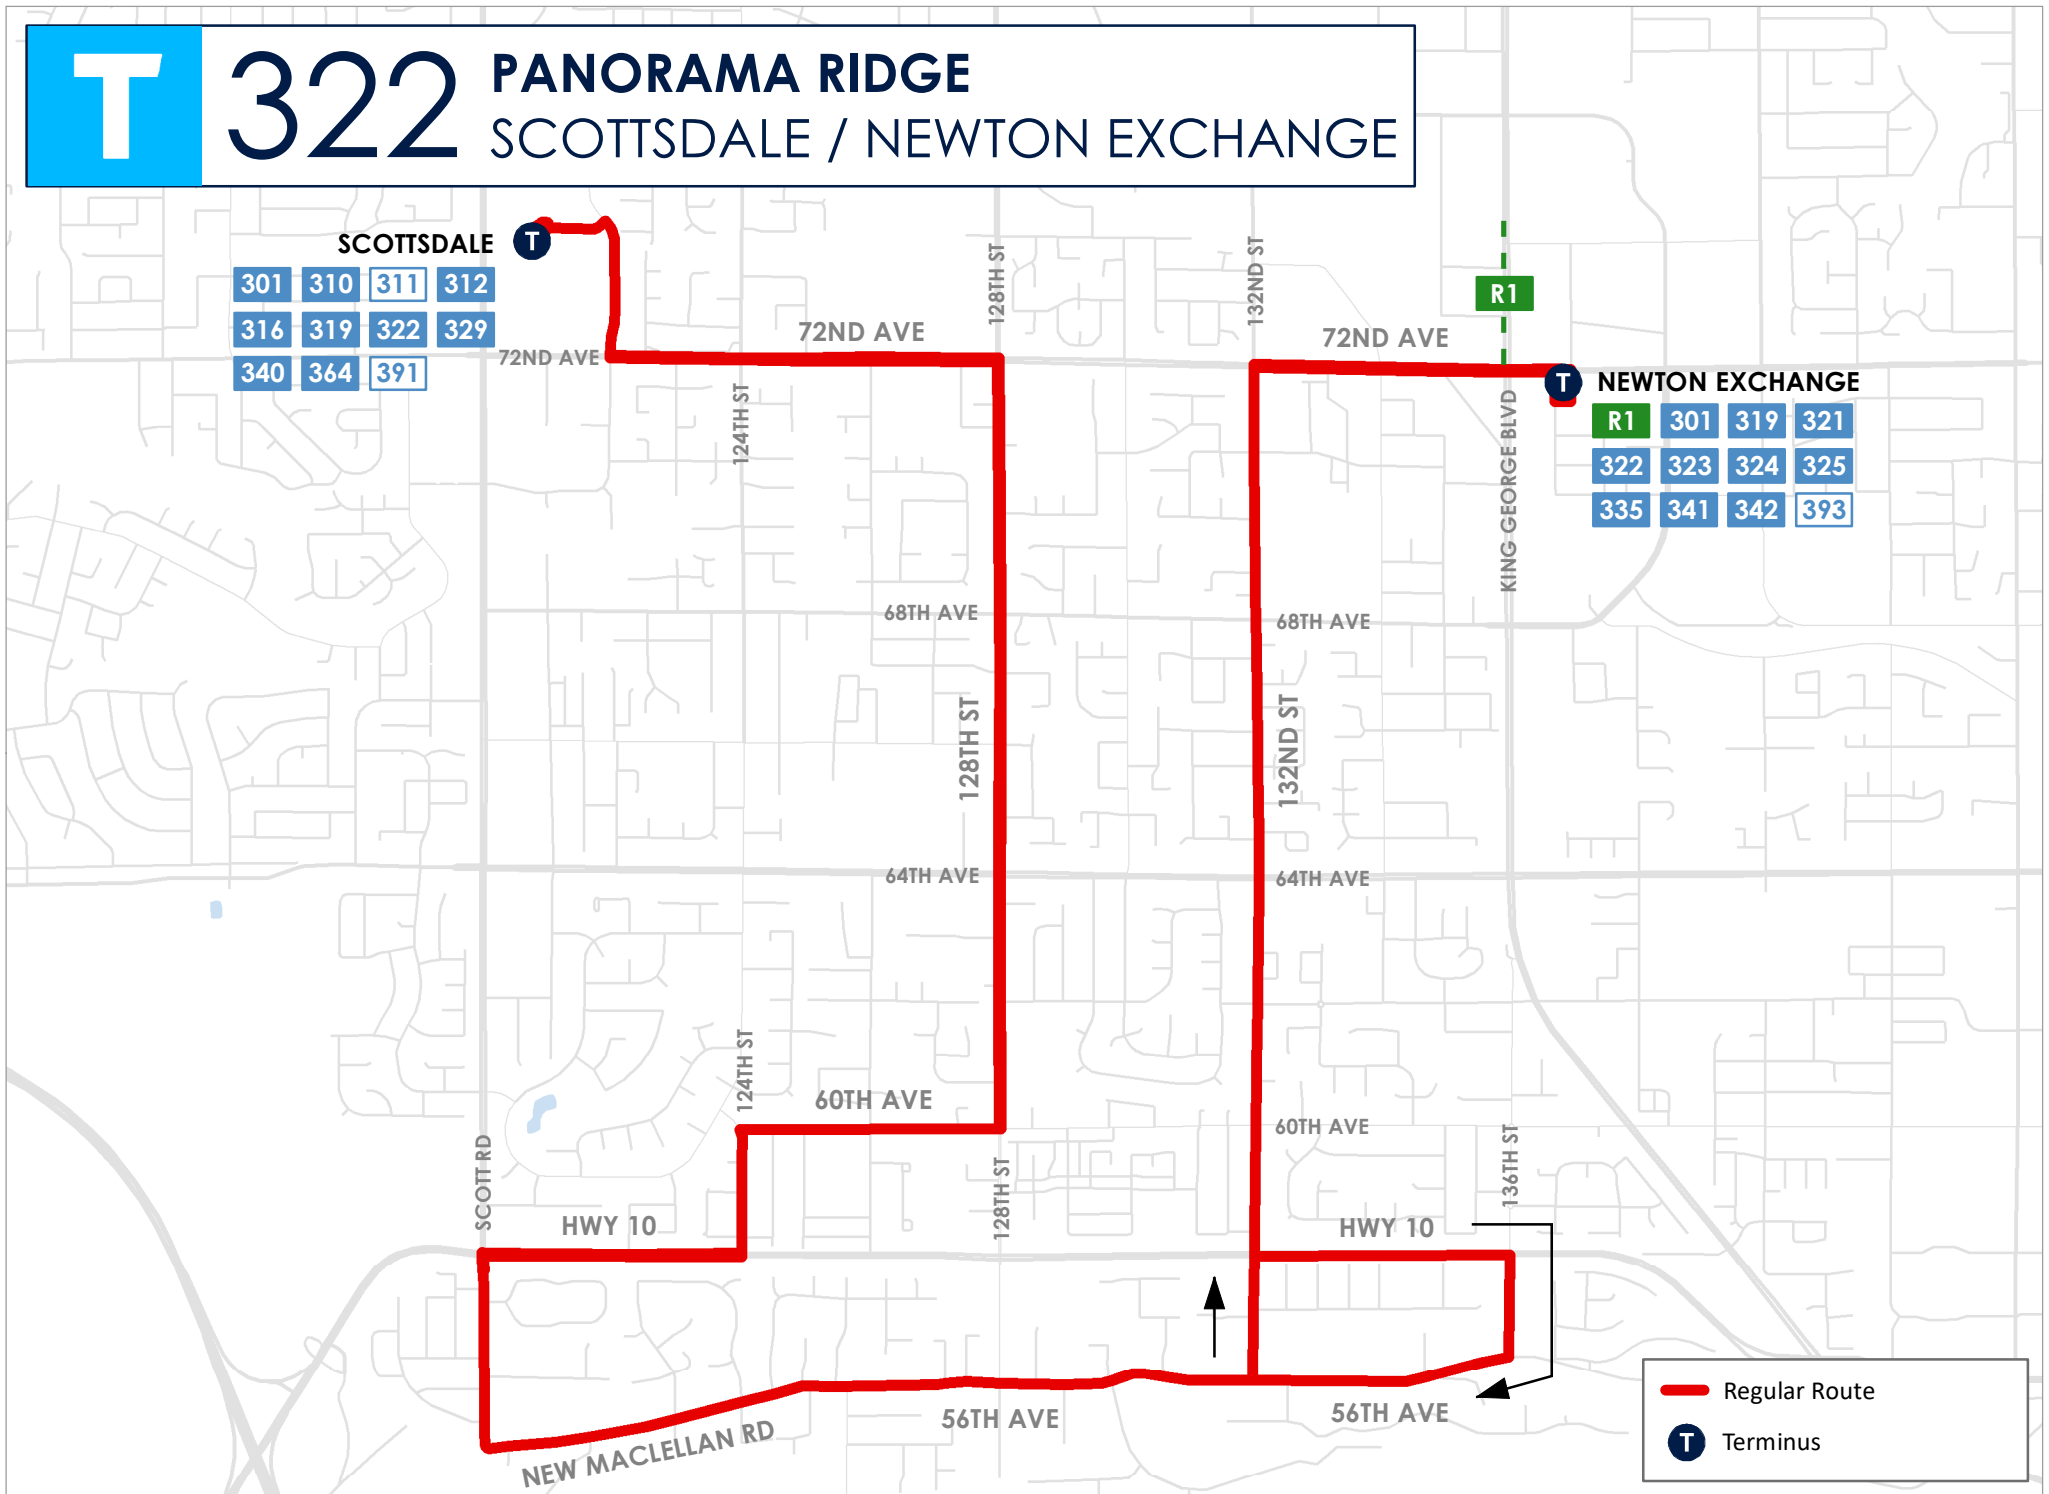 T 322 PANORAMA RIDGE
SCOTTSDALE / NEWTON EXCHANGE
SCOTTSDALE
T
301 310 311 312
316 319 322 329
340 364 391
128TH ST
132ND ST
R1
72ND AVE
72ND AVE
72ND AVE
124TH ST
T
NEWTON EXCHANGE
R1 301 319 321
322 323 324 325
335 341 342 393
KING GEORGE BLVD
68TH AVE
68TH AVE
128TH ST
132ND ST
64TH AVE
64TH AVE
124TH ST
60TH AVE
60TH AVE
SCOTT RD
128TH ST
136TH ST
HWY 10
HWY 10
56TH AVE
56TH AVE
NEW MACLELLAN RD
Regular Route
T Terminus